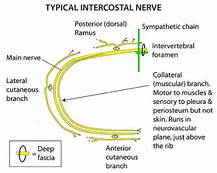 TYPICAL INTERCOSTAL NERVE
Posterior (dorsal)
Ramus
Sympathetic chain
Main nerve
Intervertebral
foramen
Lateral
cutaneous
branch
Collateral
(muscular) branch.
Motor to muscles &
sensory to pleura &
periosteum but not
skin. Runs in
neurovascular
plane, just above
the rib
= Deep
fascia
Anterior
cutaneous
branch